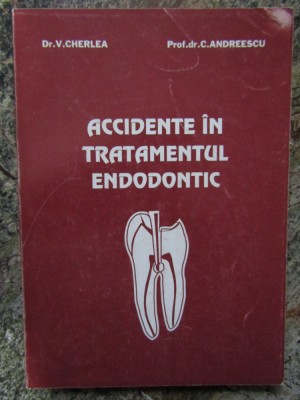 Dr.V.CHERLEA Prof.dr.C.ANDREESCU
ACCIDENTE ÎN
TRATAMENTUL
ENDODONTIC